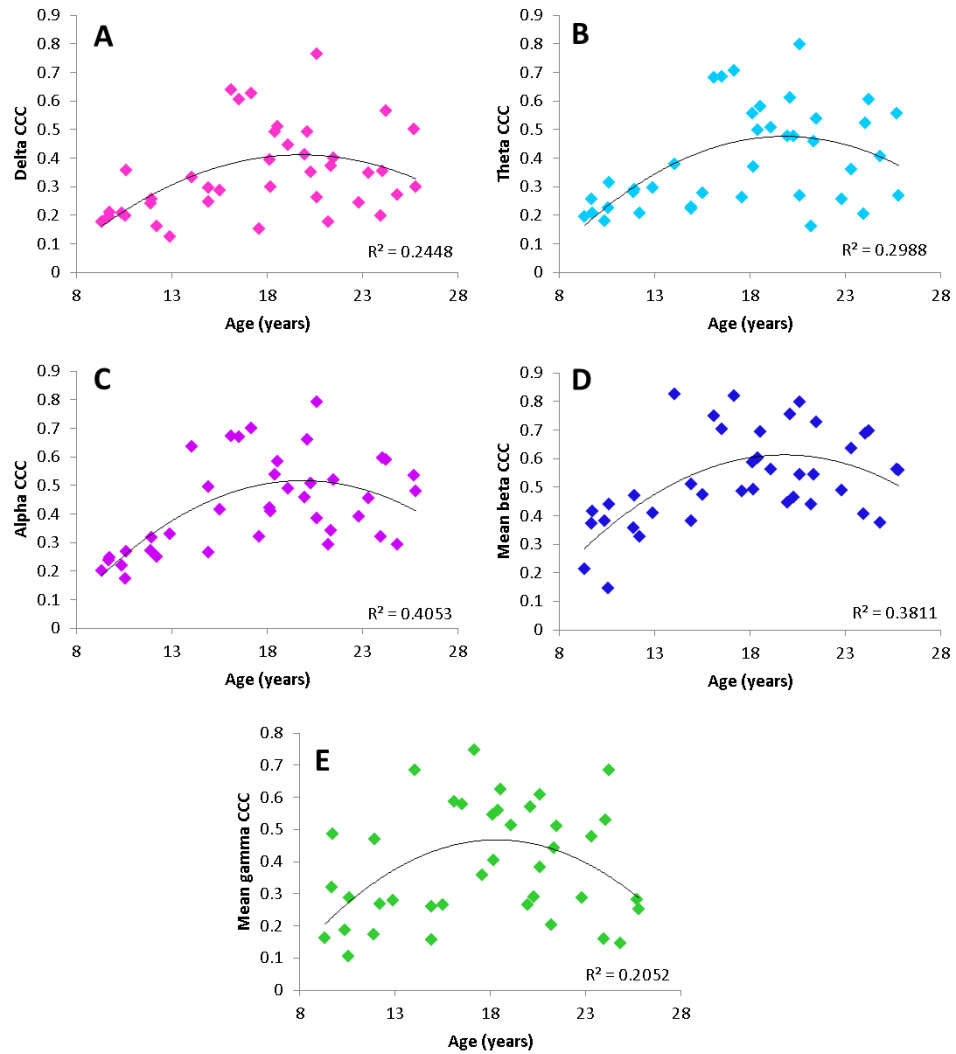 A
Delta CCC
0.9
0.8
0.7
0.6
0.5
0.4
0.3
0.2
0.1
0
R² = 0.2448
8 13 18 23 28
Age (years)
B
Theta CCC
0.9
0.8
0.7
0.6
0.5
0.4
0.3
0.2
0.1
0
R² = 0.2988
8 13 18 23 28
Age (years)
C
Alpha CCC
0.9
0.8
0.7
0.6
0.5
0.4
0.3
0.2
0.1
0
R² = 0.4053
8 13 18 23 28
Age (years)
D
Mean beta CCC
0.9
0.8
0.7
0.6
0.5
0.4
0.3
0.2
0.1
0
R² = 0.3811
8 13 18 23 28
Age (years)
E
Mean gamma CCC
0.8
0.7
0.6
0.5
0.4
0.3
0.2
0.1
0
R² = 0.2052
8 13 18 23 28
Age (years)